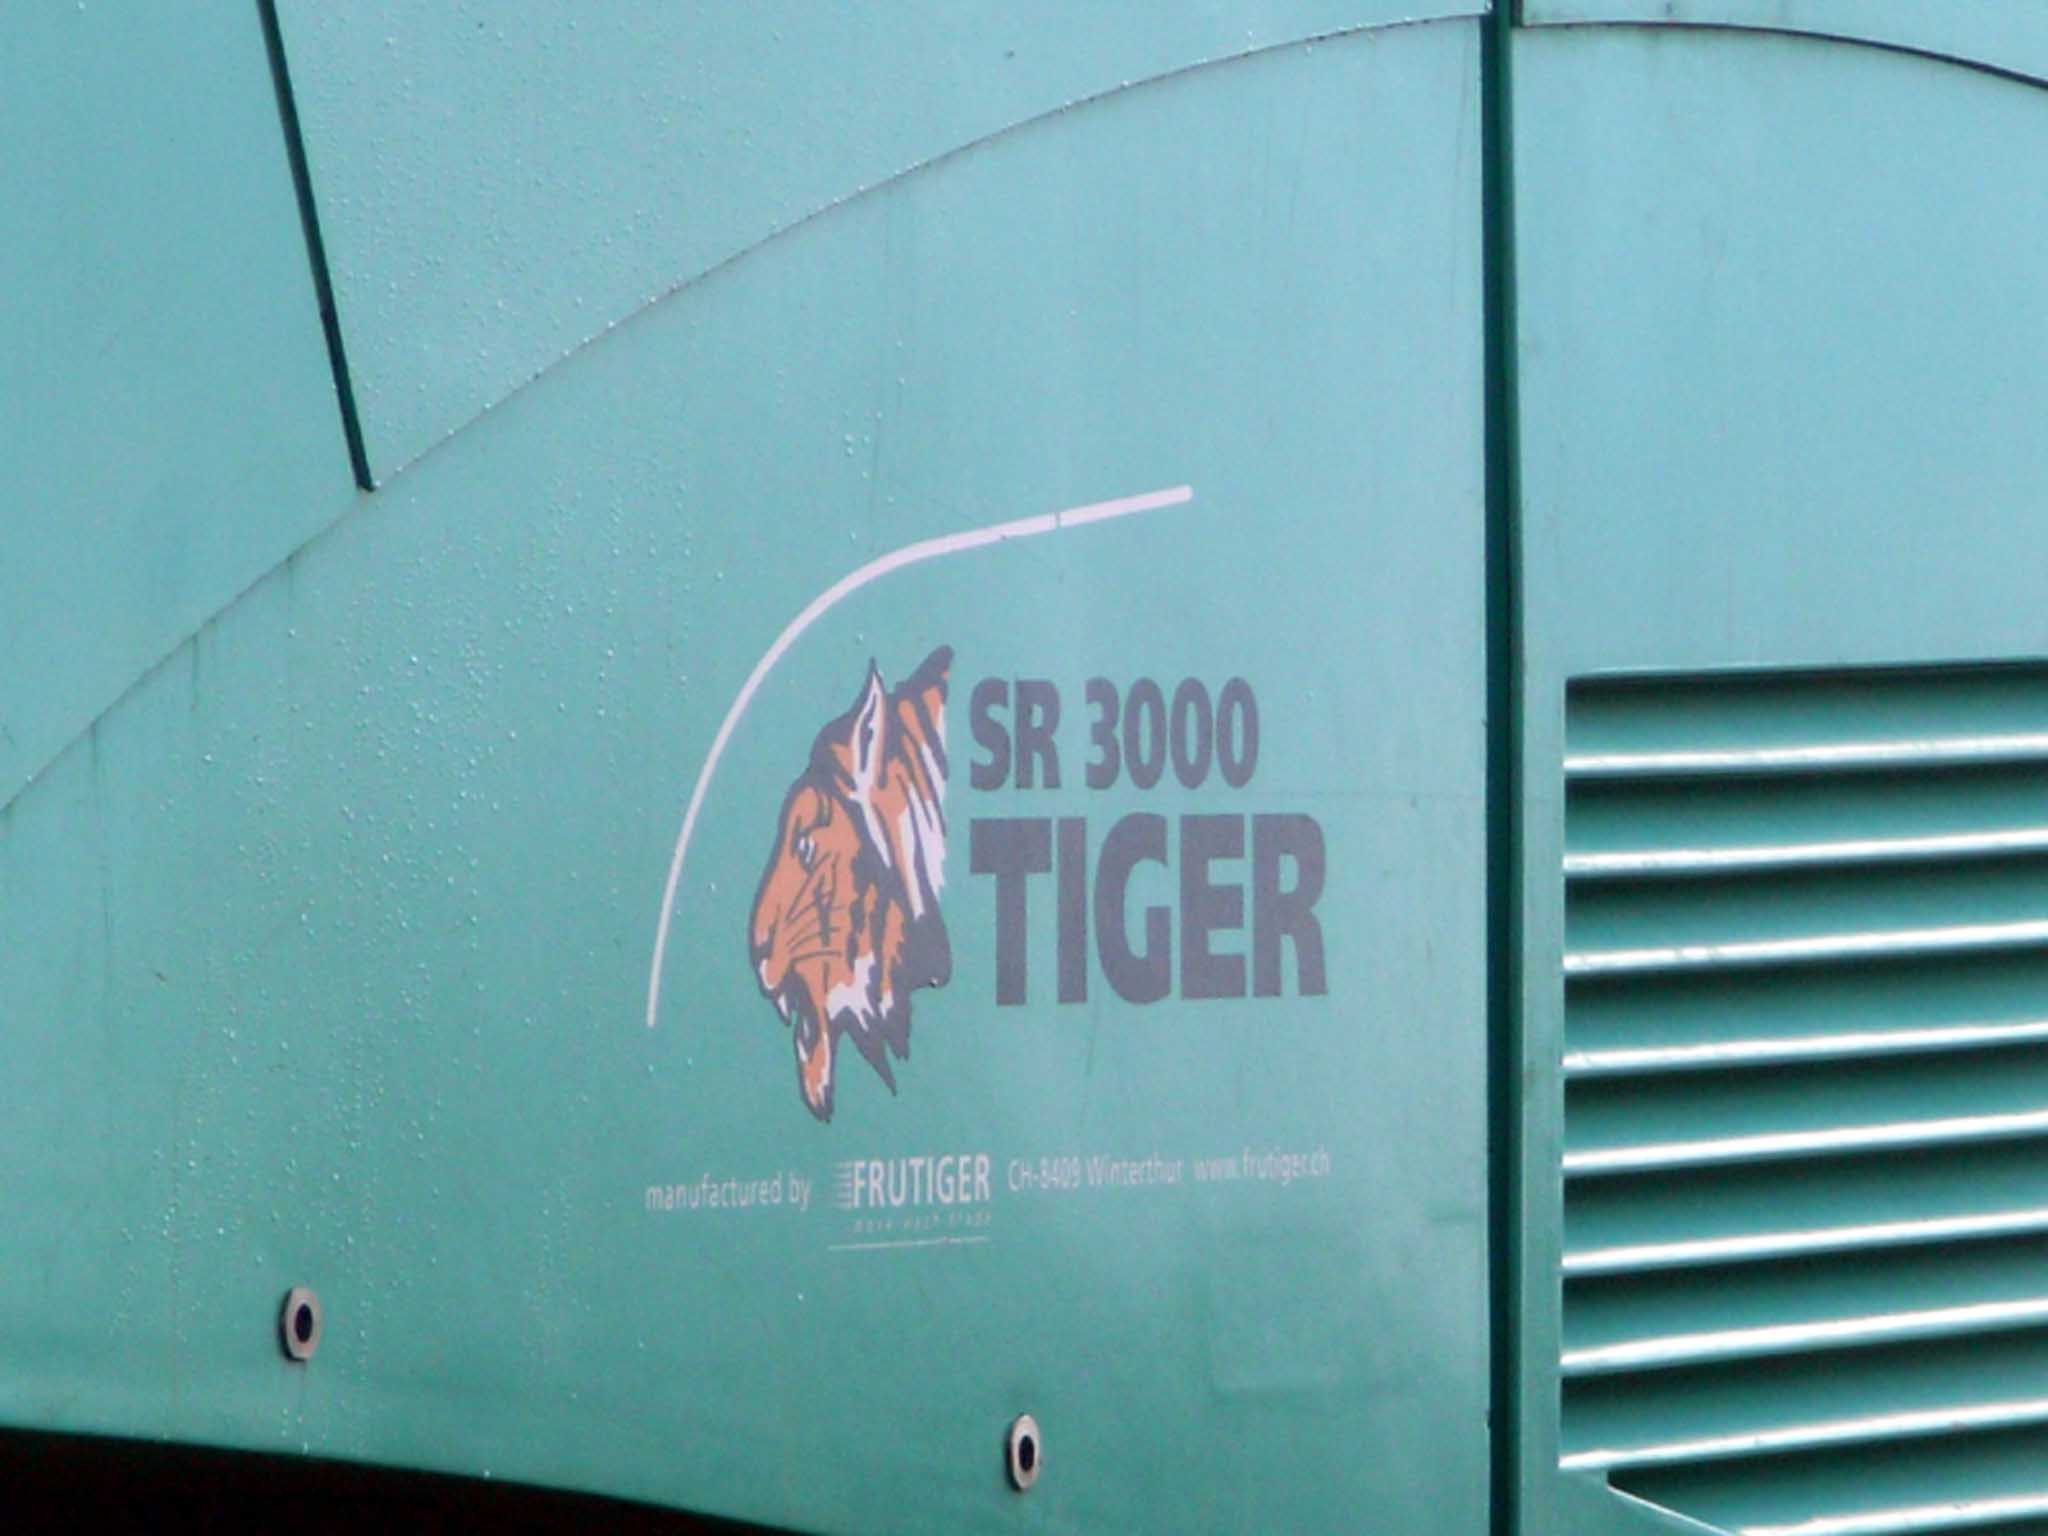 SR 3000
TIGER
manufactured by FRUTIGER CH-8409 Winterthur www.frutiger.ch